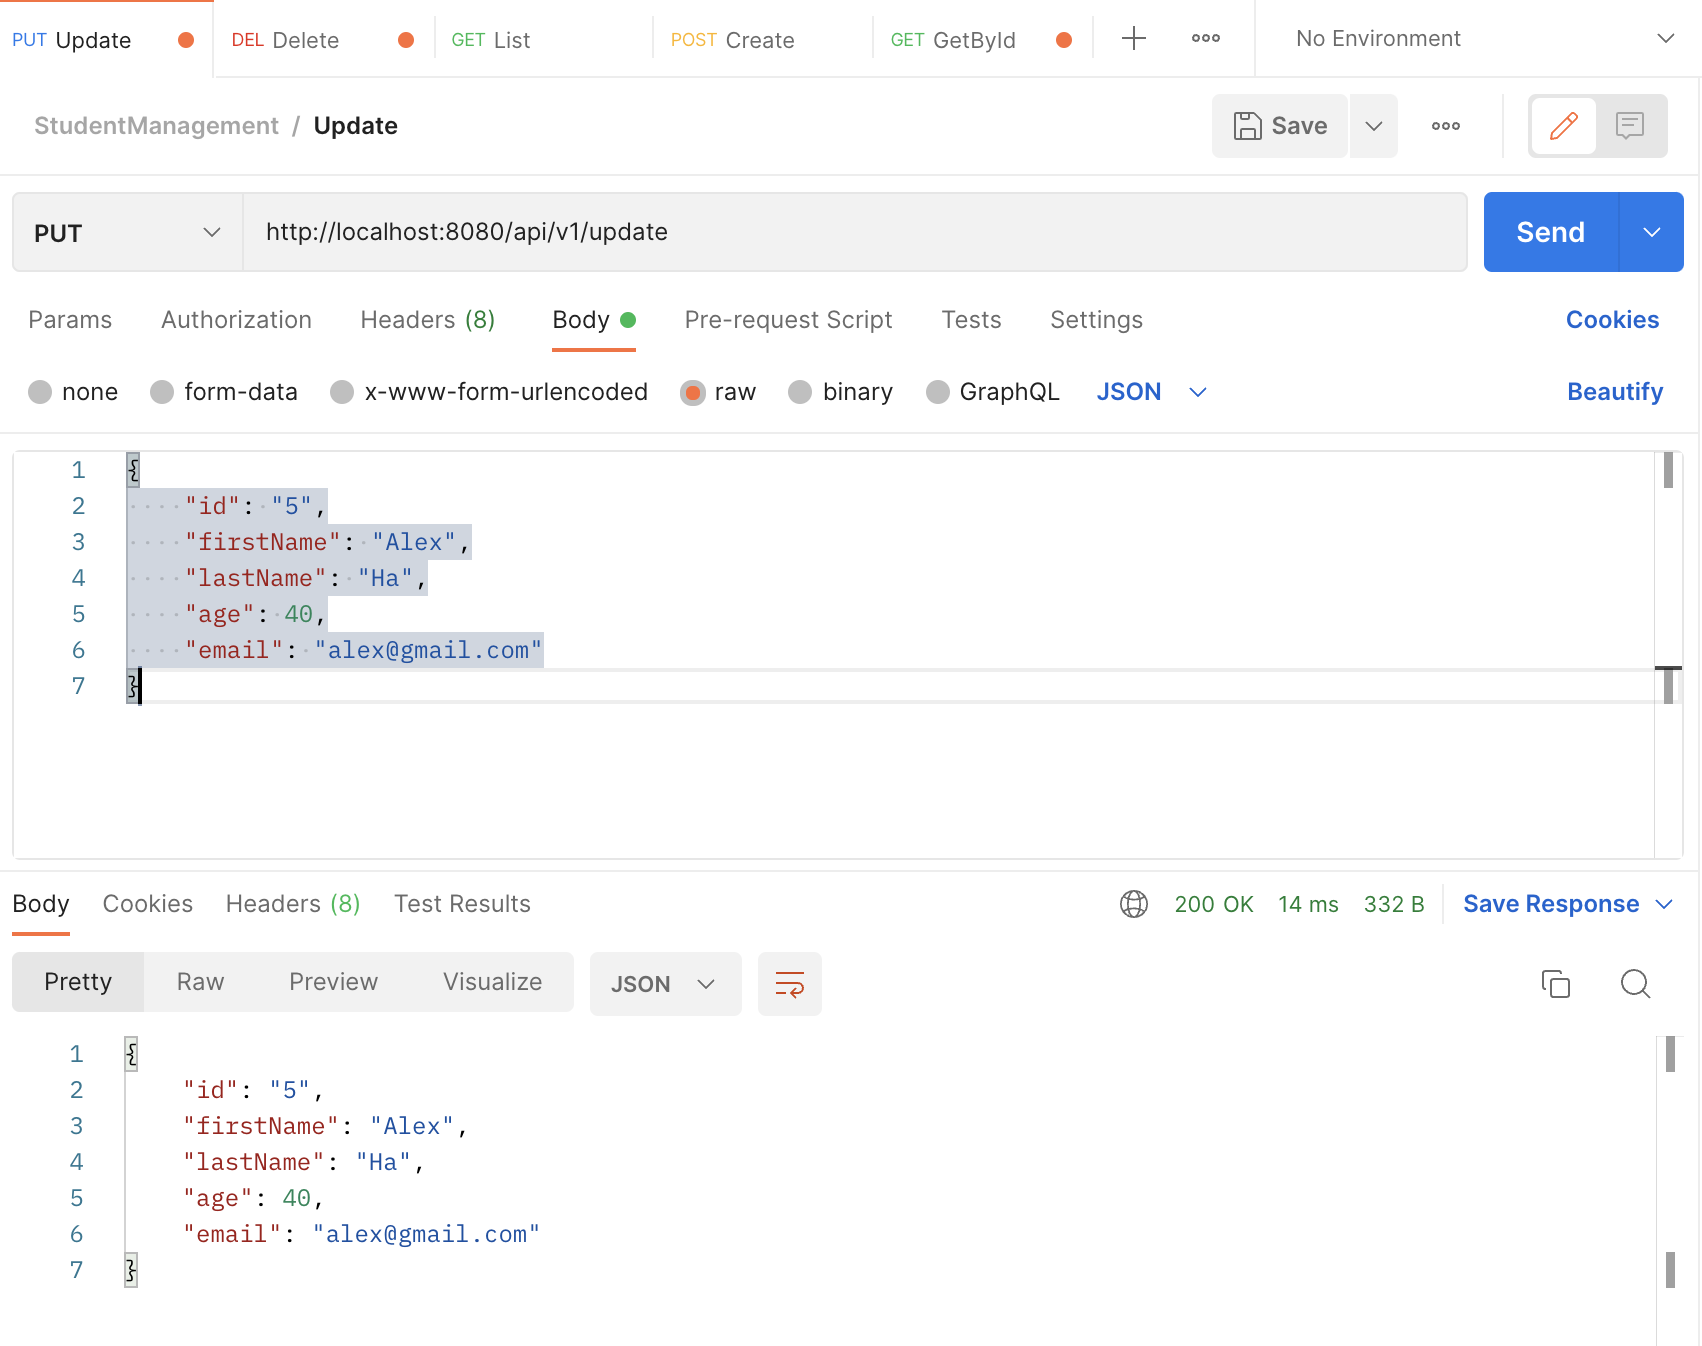 PUT Update DEL Delete GET List POST Create GET GetById No Environment
StudentManagement / Update Save
PUT http://localhost:8080/api/v1/update Send
Params Authorization Headers (8) Body Pre-request Script Tests Settings Cookies
none form-data x-www-form-urlencoded raw binary GraphQL JSON Beautify
1 {
2 "id": "5",
3 "firstName": "Alex",
4 "lastName": "Ha",
5 "age": 40,
6 "email": "alex@gmail.com"
7 }
Body Cookies Headers (8) Test Results 200 OK 14 ms 332 B Save Response
Pretty Raw Preview Visualize JSON
1 {
2 "id": "5",
3 "firstName": "Alex",
4 "lastName": "Ha",
5 "age": 40,
6 "email": "alex@gmail.com"
7 }